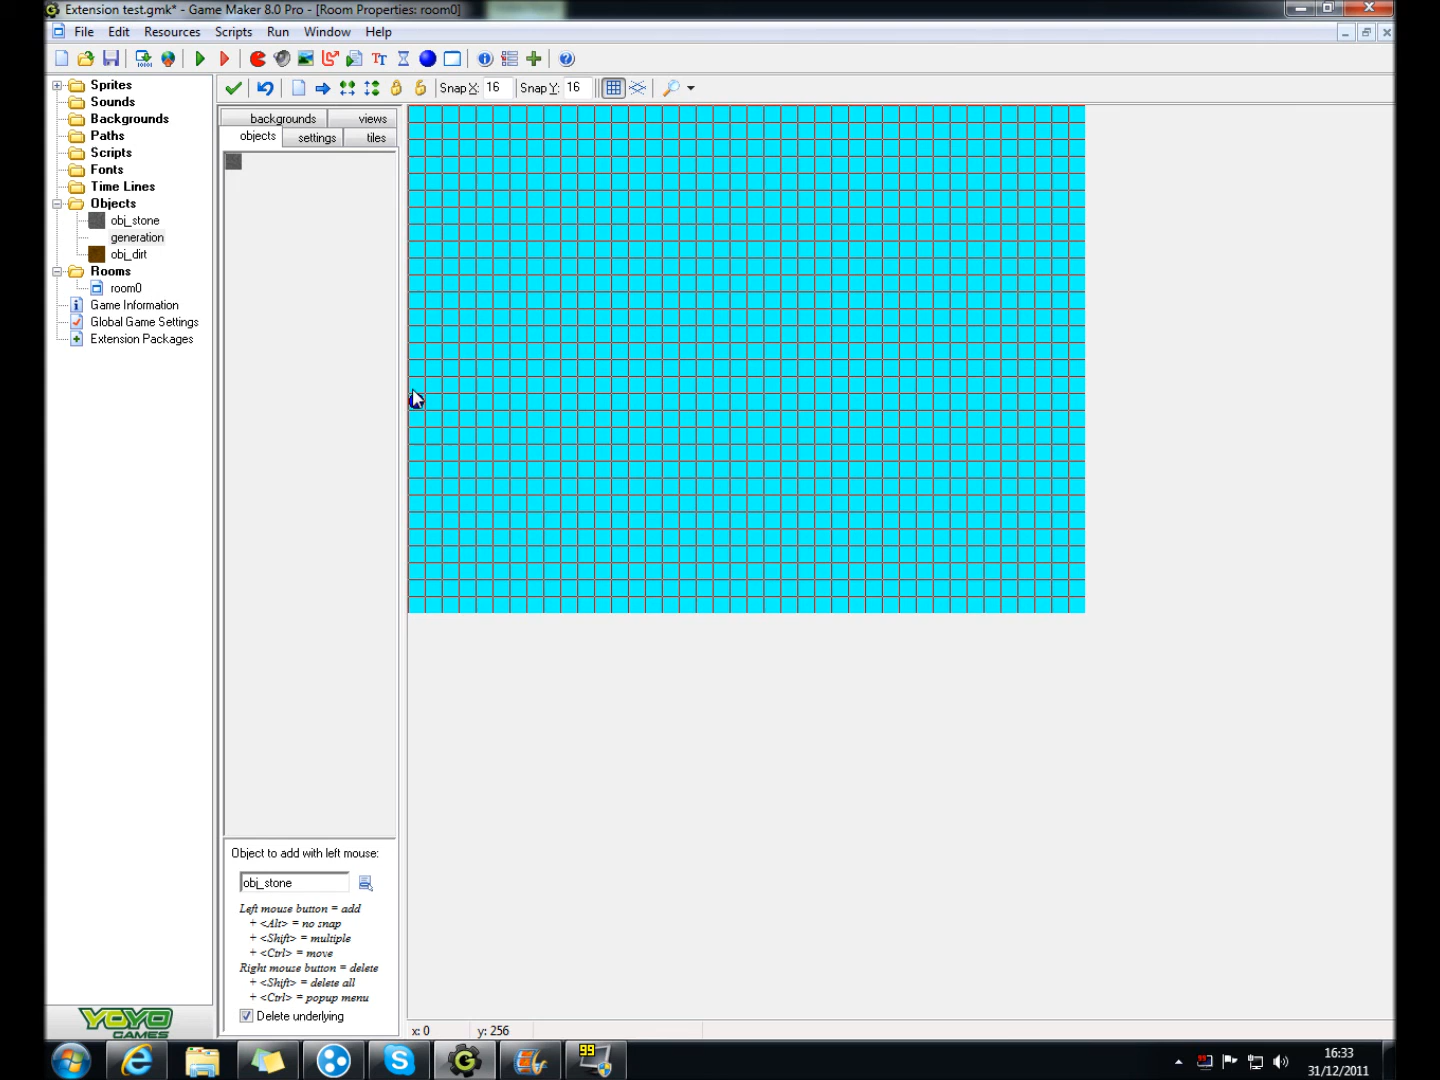 Extension test.gmk* - Game Maker 8.0 Pro - [Room Properties: room0]
File Edit Resources Scripts Run Window Help
Snap X: 16 Snap Y: 16
Sprites
Sounds
Backgrounds
Paths
Scripts
Fonts
Time Lines
Objects
obj_stone
generation
obj_dirt
Rooms
room0
Game Information
Global Game Settings
Extension Packages
backgrounds views
objects settings tiles
Object to add with left mouse:
obj_stone
Left mouse button = add
+ <Alt> = no snap
+ <Shift> = multiple
+ <Ctrl> = move
Right mouse button = delete
+ <Shift> = delete all
+ <Ctrl> = popup menu
Delete underlying
x: 0 y: 256
YOYO
GAMES
99
16:33
31/12/2011